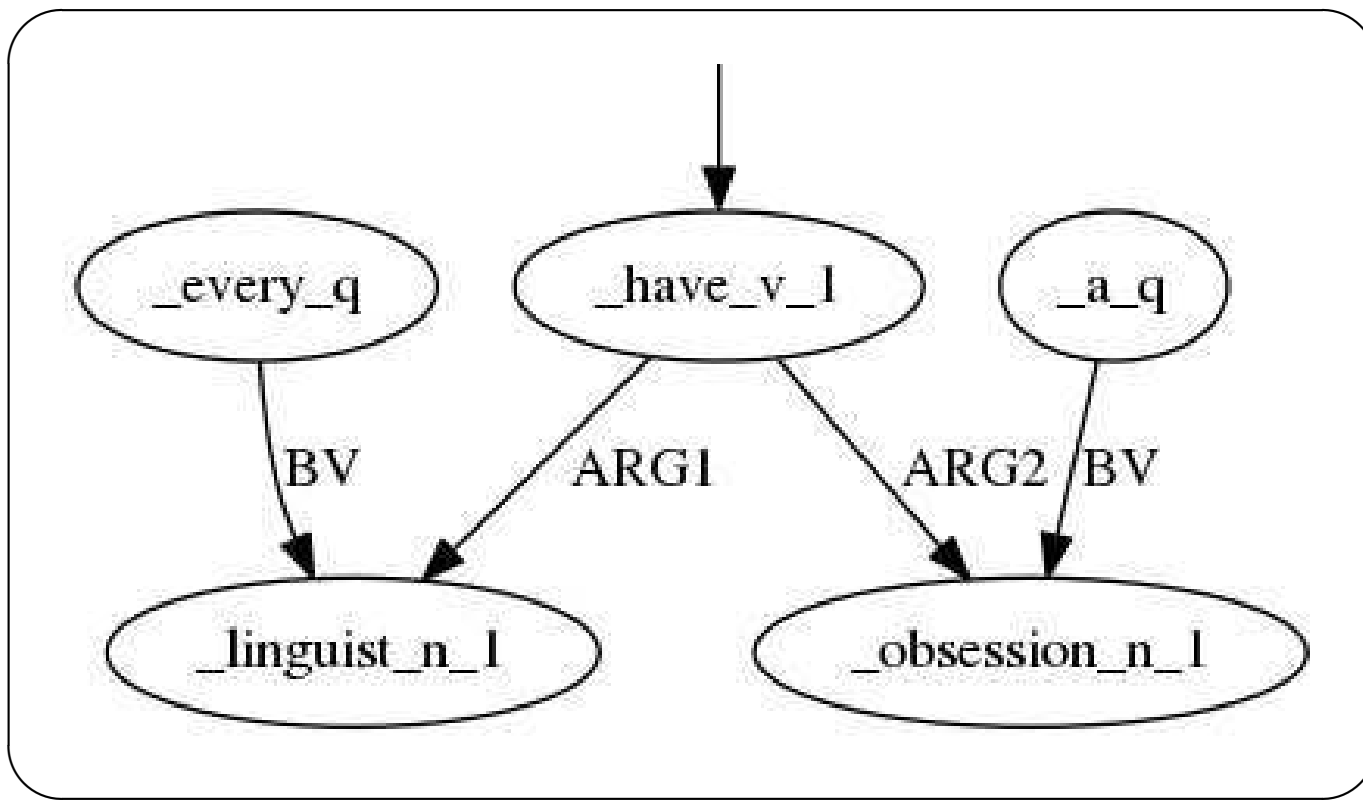 _every_q
_have_v_1
_a_q
BV
ARG1
ARG2
BV
_linguist_n_1
_obsession_n_1